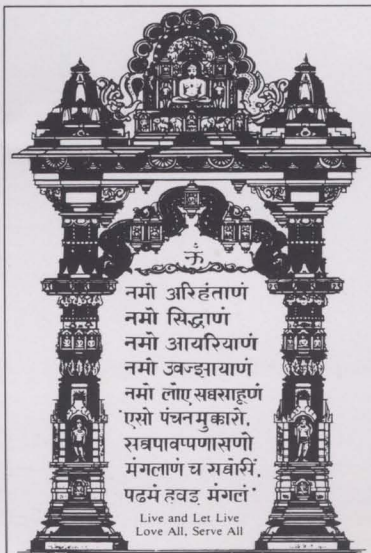 ॐ
नमो अरिहंताणं
नमो सिद्धाणं
नमो आयरियाणं
नमो उवज्झायाणं
नमो लोए सव्वसाहूणं
एसो पंचनमुक्कारो,
सव्वपावप्पणासणो
मंगलाणं च सव्वेसिं,
पढमं हवइ मंगलं
Live and Let Live
Love All, Serve All